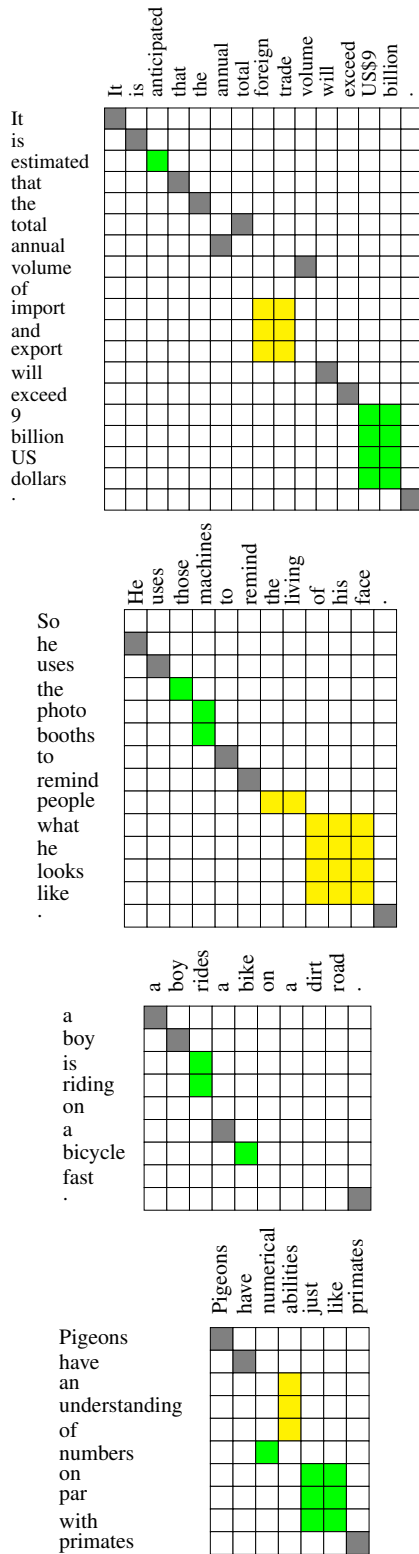 It is anticipated that the annual total foreign trade volume will exceed US$9 billion .
It
is
estimated
that
the
total
annual
volume
of
import
and
export
will
exceed
9
billion
US
dollars
.
He uses those machines to remind the living of his face .
So
he
uses
the
photo
booths
to
remind
people
what
he
looks
like
.
a boy rides a bike on a dirt road .
a
boy
is
riding
on
a
bicycle
fast
.
Pigeons have numerical abilities just like primates
Pigeons
have
an
understanding
of
numbers
on
par
with
primates